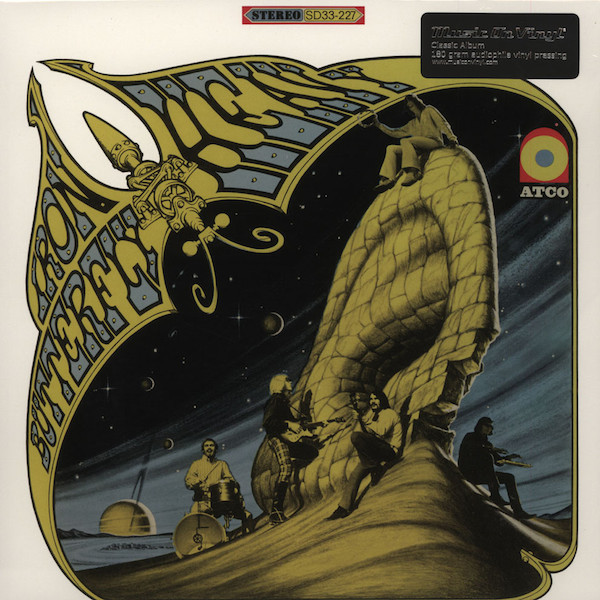 STEREO SD33-227
Music On Vinyl
Classic Album
180 gram audiophile vinyl pressing
www.musiconvinyl.com
HEAVY
IRON
BUTTERFLY
ATCO